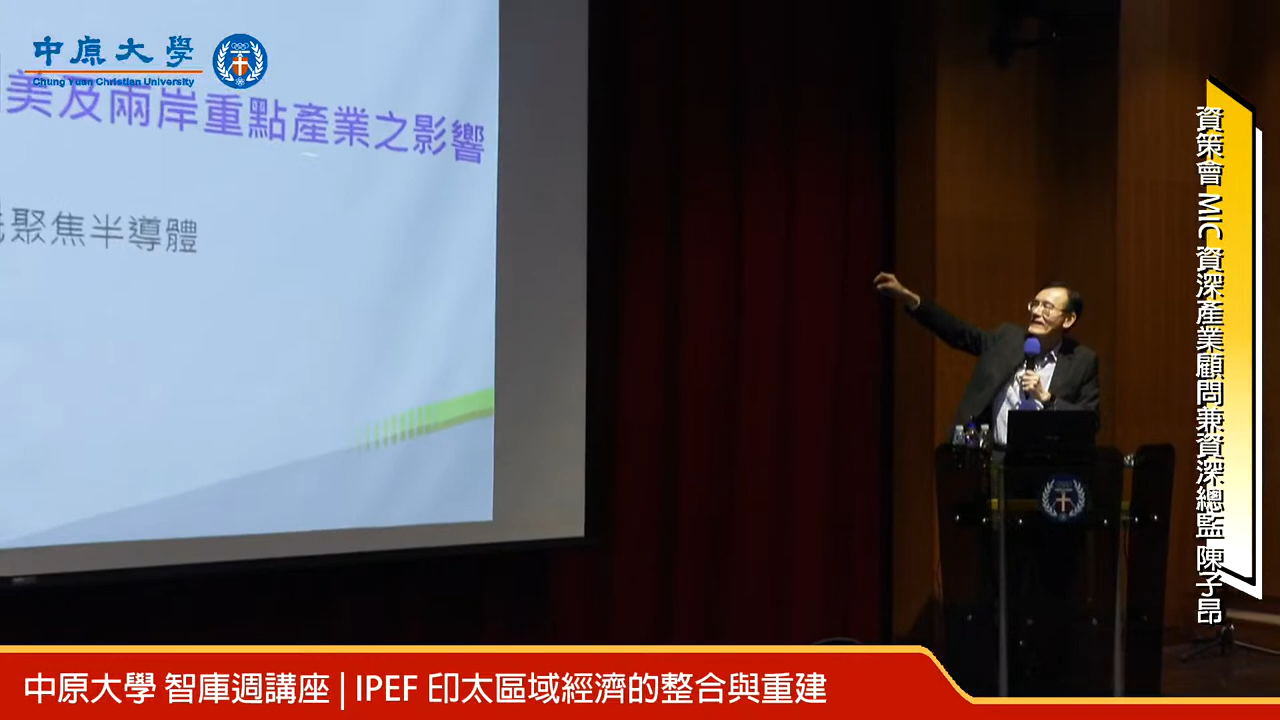 中原大學
Chung Yuan Christian University
美及兩岸重點產業之影響
聚焦半導體
資策會 MIC 資深產業顧問兼資深總監 陳子昂
中原大學 智庫週講座 | IPEF 印太區域經濟的整合與重建